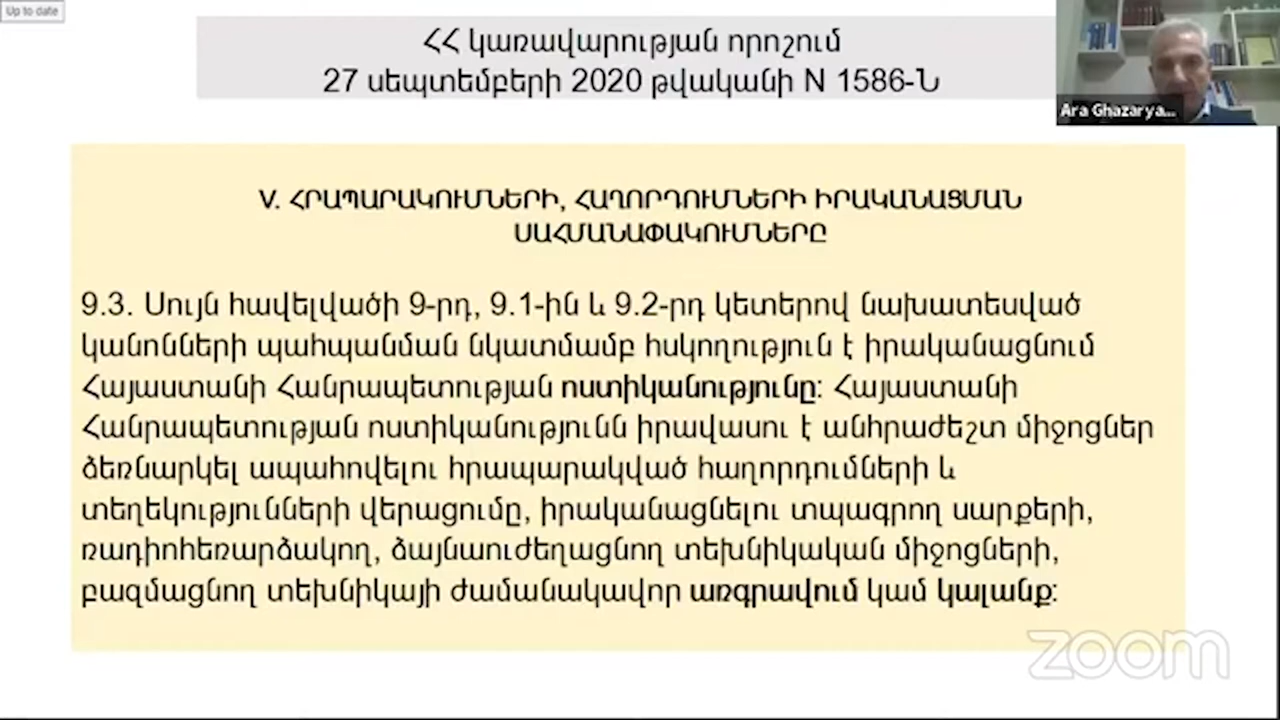 Up to date
ՀՀ կառավարության որոշում
27 սեպտեմբերի 2020 թվականի N 1586-Ն
Ara Ghazarya...
V. ՀՐԱՊԱՐԱԿՈՒՄՆԵՐԻ, ՀԱՂՈՐԴՈՒՄՆԵՐԻ ԻՐԱԿԱՆԱՑՄԱՆ
ՍԱՀՄԱՆԱՓԱԿՈՒՄՆԵՐԸ
9.3. Սույն հավելվածի 9-րդ, 9.1-ին և 9.2-րդ կետերով նախատեսված
կանոնների պահպանման նկատմամբ հսկողություն է իրականացնում
Հայաստանի Հանրապետության ոստիկանությունը: Հայաստանի
Հանրապետության ոստիկանությունն իրավասու է անհրաժեշտ միջոցներ
ձեռնարկել ապահովելու հրապարակված հաղորդումների և
տեղեկությունների վերացումը, իրականացնելու տպագրող սարքերի,
ռադիոհեռարձակող, ձայնաուժեղացնող տեխնիկական միջոցների,
բազմացնող տեխնիկայի ժամանակավոր առգրավում կամ կալանք:
zoom